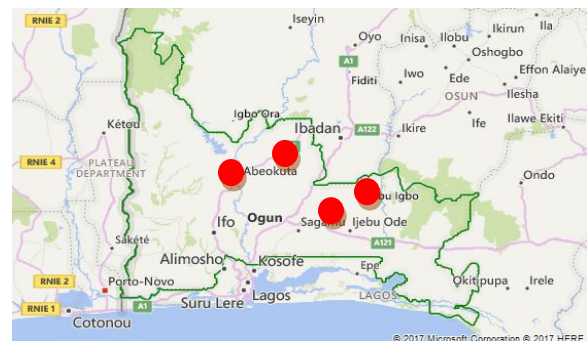 RNIE 2
Iseyin
Ila
Oyo
Inisa
Ilobu
Ikirun
Oshogbo
A1
Fiditi
Iwo
Ede
Effon Alaiye
OSUN
Ilesha
Igbo Ora
Ibadan
Kétou
A122
Ikire
Ife
Ilawe Ekiti
RNIE 4
PLATEAU
DEPARTMENT
Abeokuta
Ondo
Igbo
Ifo
Ogun
Sagamu
Ijebu Ode
Sakété
A121
Alimosho
Kosofe
Epe
RNIE 2
Porto-Novo
Lagos
LAGOS
Okitipupa
Irele
RNIE 1
A1
Suru Lere
Cotonou
© 2017 Microsoft Corporation © 2017 HERE